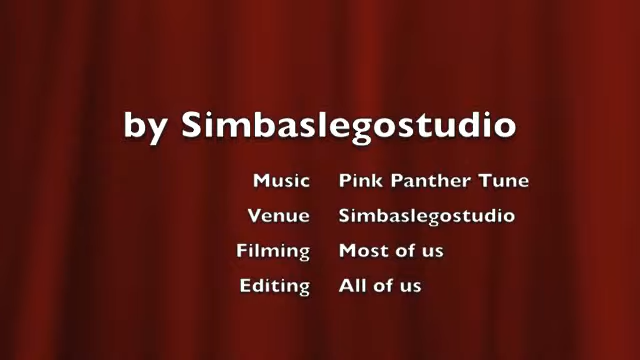 by Simbaslegostudio
Music Pink Panther Tune
Venue Simbaslegostudio
Filming Most of us
Editing All of us